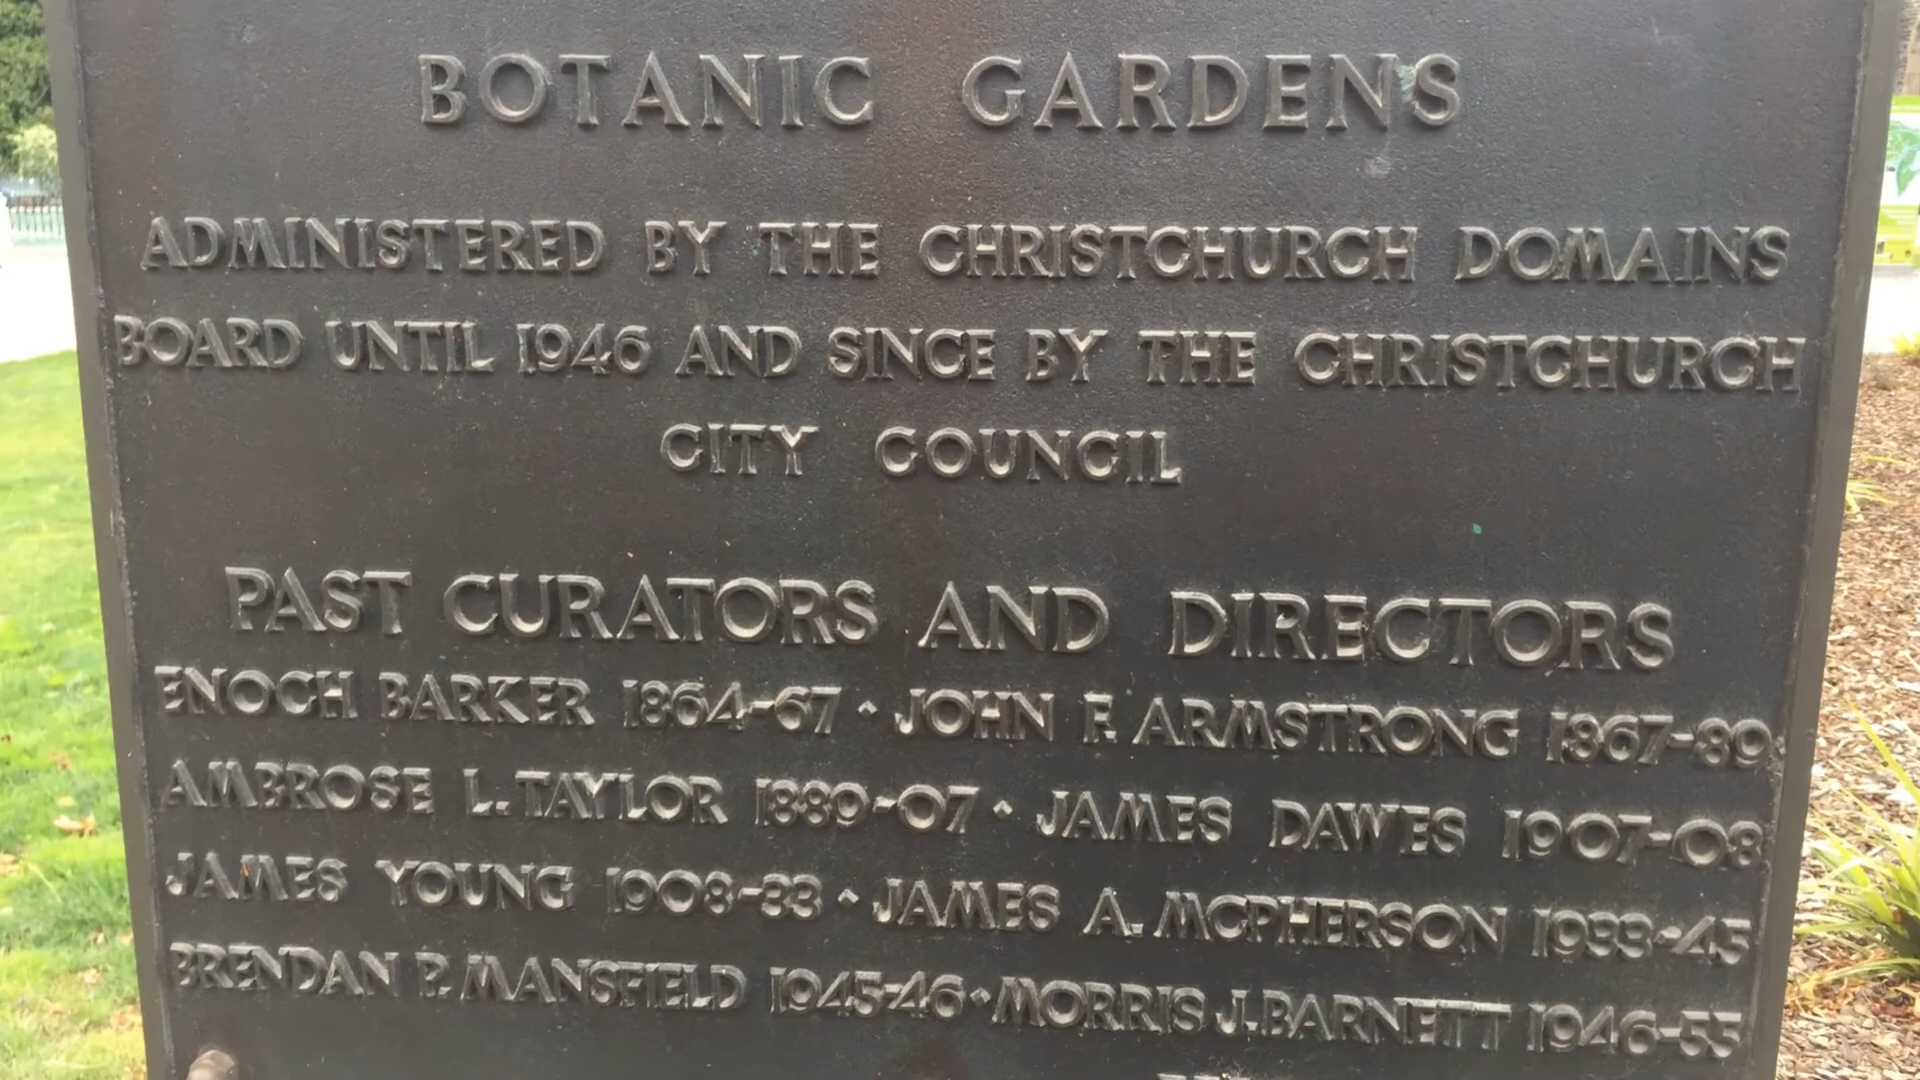 BOTANIC GARDENS
ADMINISTERED BY THE CHRISTCHURCH DOMAINS
BOARD UNTIL 1946 AND SINCE BY THE CHRISTCHURCH
CITY COUNCIL
PAST CURATORS AND DIRECTORS
ENOCH BARKER 1864-67 · JOHN F. ARMSTRONG 1867-89·
AMBROSE L. TAYLOR 1889-07 · JAMES DAWES 1907-08
JAMES YOUNG 1908-33 · JAMES A. MCPHERSON 1933-45
BRENDAN P. MANSFIELD 1945-46 · MORRIS J. BARNETT 1946-55